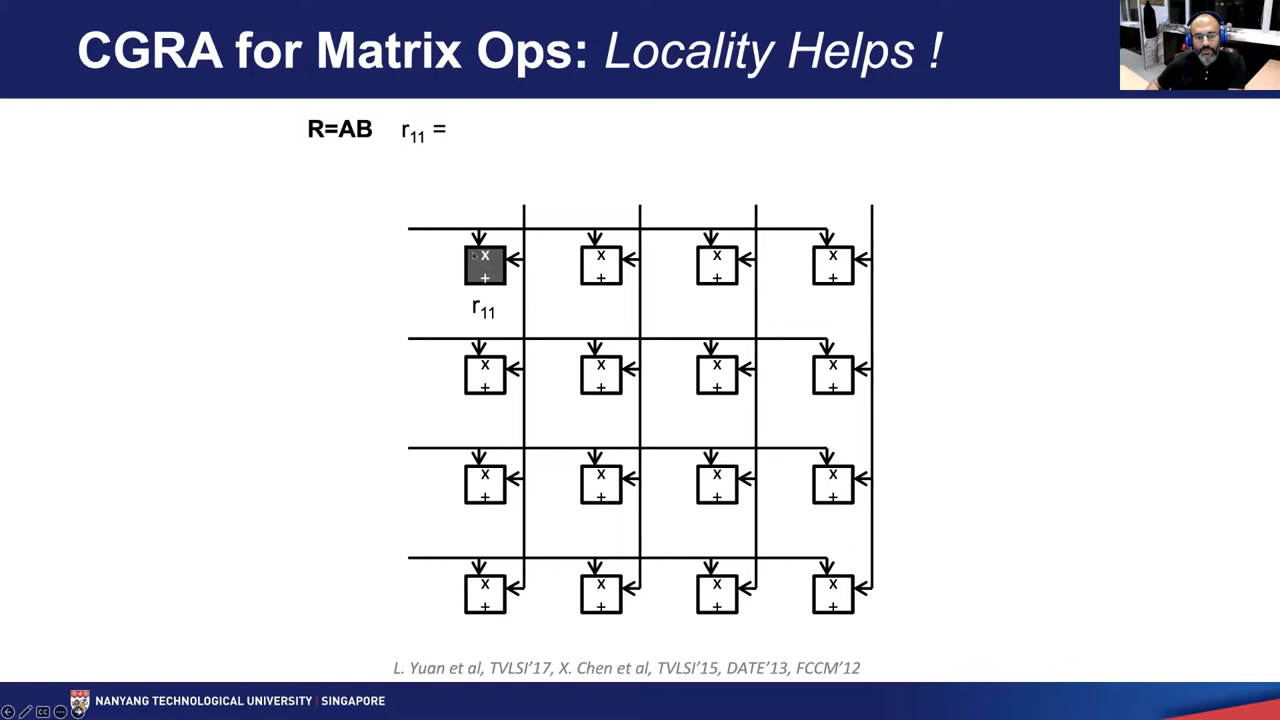 CGRA for Matrix Ops: Locality Helps !
R=AB r₁₁ =
x x x x
+ + + +
r₁₁
x x x x
+ + + +
x x x x
+ + + +
x x x x
+ + + +
L. Yuan et al, TVLSI'17, X. Chen et al, TVLSI'15, DATE'13, FCCM'12
NANYANG TECHNOLOGICAL UNIVERSITY | SINGAPORE